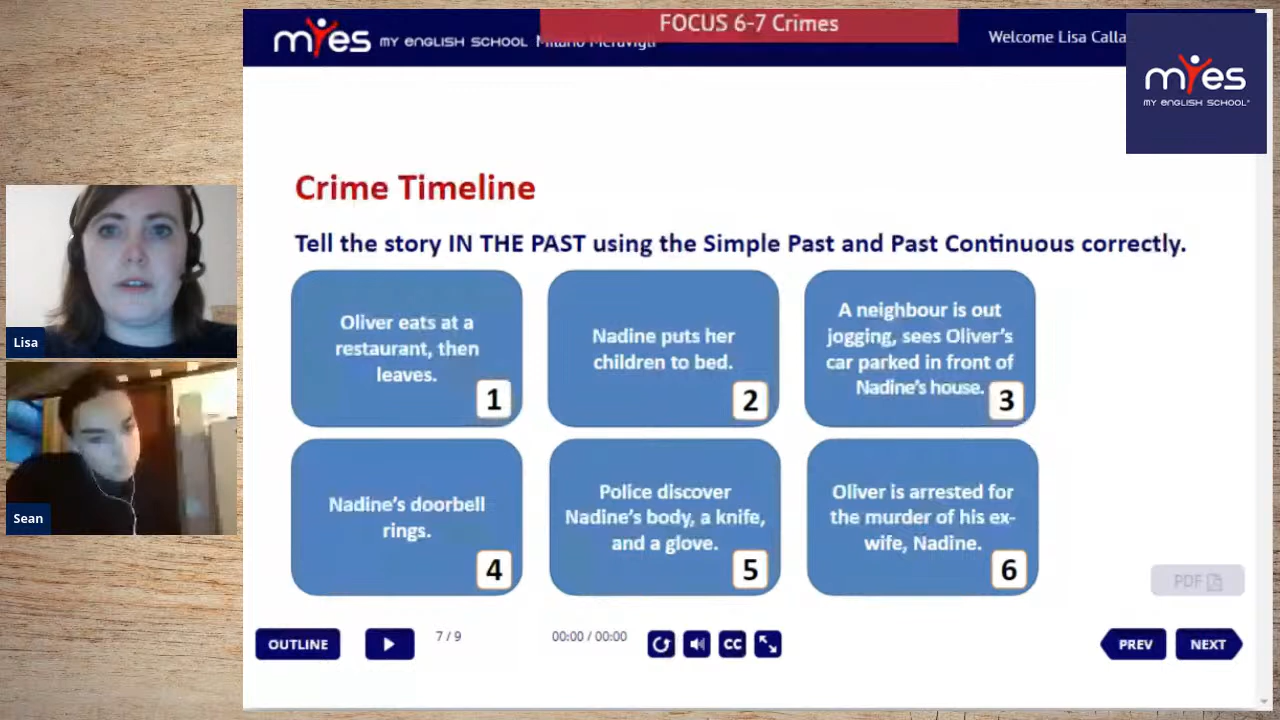 FOCUS 6-7 Crimes
myes MY ENGLISH SCHOOL Milano Meravigli
Welcome Lisa Calla
myes
MY ENGLISH SCHOOL
Crime Timeline
Tell the story IN THE PAST using the Simple Past and Past Continuous correctly.
Oliver eats at a
restaurant, then
leaves.
1
Nadine puts her
children to bed.
2
A neighbour is out
jogging, sees Oliver's
car parked in front of
Nadine's house.
3
Nadine's doorbell
rings.
4
Police discover
Nadine's body, a knife,
and a glove.
5
Oliver is arrested for
the murder of his ex-
wife, Nadine.
6
Lisa
Sean
PDF
OUTLINE
7 / 9
00:00 / 00:00
CC
PREV
NEXT